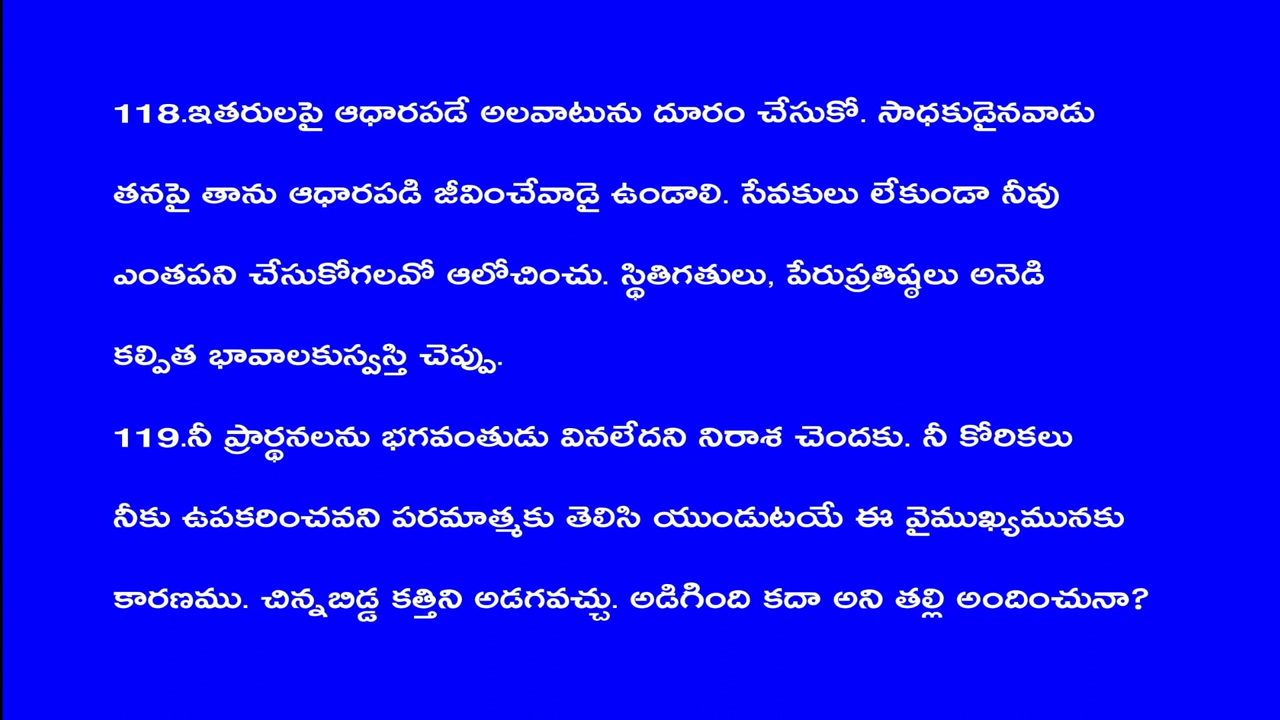 118.ఇతరులపై ఆధారపడే అలవాటును దూరం చేసుకో. సాధకుడైనవాడు
తనపై తాను ఆధారపడి జీవించేవాడై ఉండాలి. సేవకులు లేకుండా నీవు
ఎంతపని చేసుకోగలవో ఆలోచించు. స్థితిగతులు, పేరుప్రతిష్ఠలు అనెడి
కల్పిత భావాలకుస్వస్తి చెప్పు.
119.నీ ప్రార్థనలను భగవంతుడు వినలేదని నిరాశ చెందకు. నీ కోరికలు
నీకు ఉపకరించవని పరమాత్మకు తెలిసి యుండుటయే ఈ వైముఖ్యమునకు
కారణము. చిన్నబిడ్డ కత్తిని అడగవచ్చు. అడిగింది కదా అని తల్లి అందించునా?